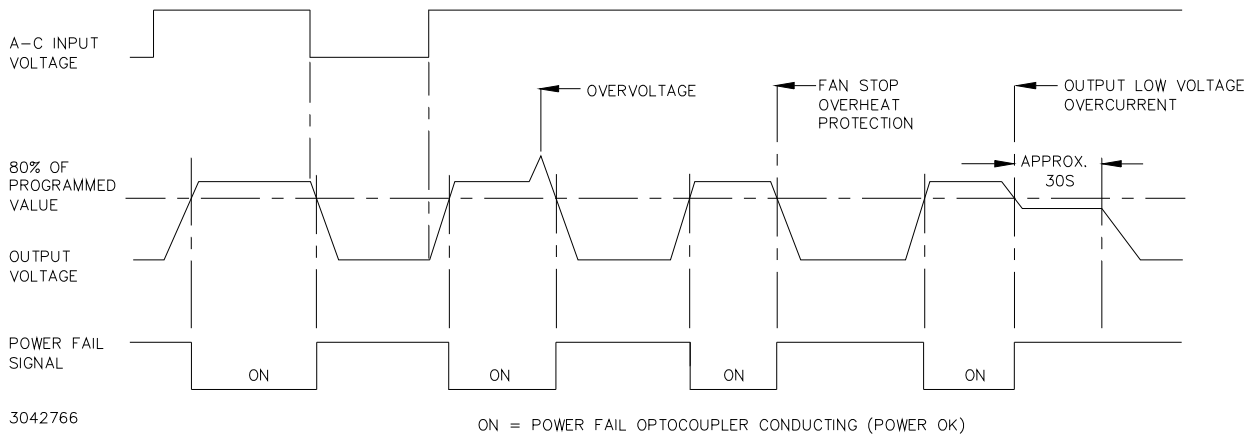 A-C INPUT
VOLTAGE
OVERVOLTAGE
FAN STOP
OVERHEAT
PROTECTION
OUTPUT LOW VOLTAGE
OVERCURRENT
APPROX.
30S
80% OF
PROGRAMMED
VALUE
OUTPUT
VOLTAGE
POWER FAIL
SIGNAL
ON
ON
ON
ON
3042766
ON = POWER FAIL OPTOCOUPLER CONDUCTING (POWER OK)